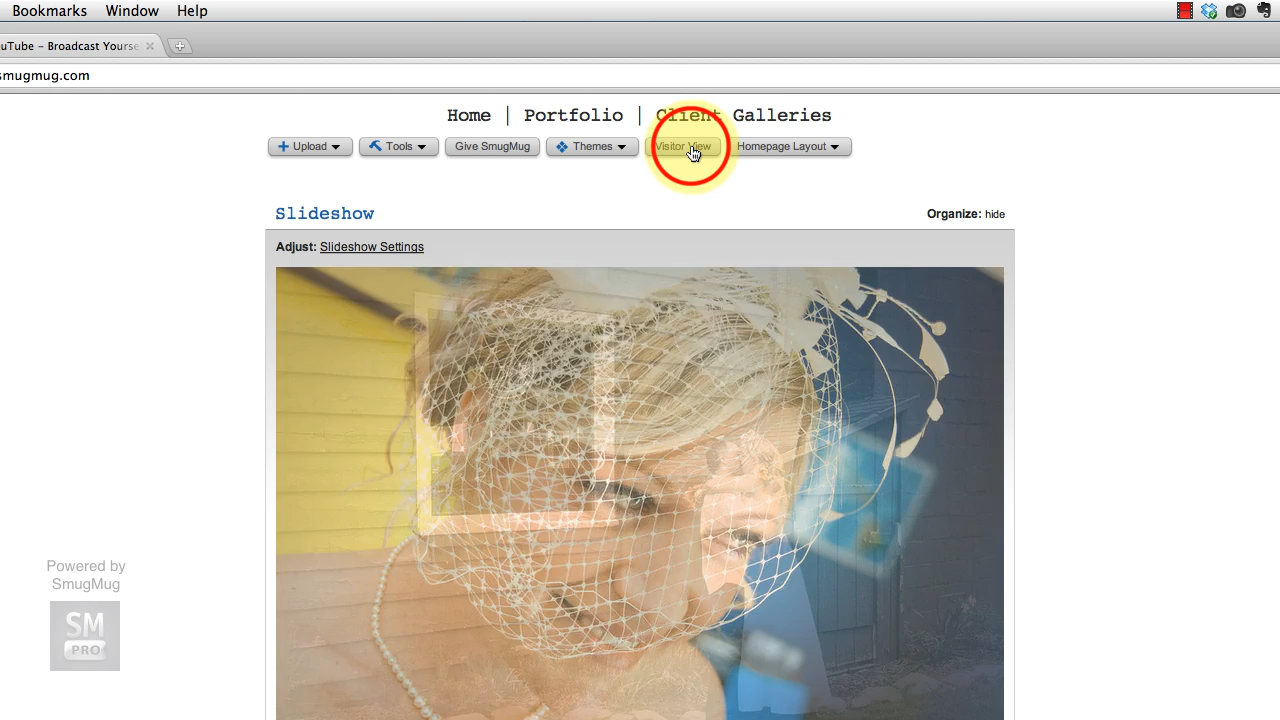 Bookmarks Window Help
uTube – Broadcast Yourse
smugmug.com
Home | Portfolio | Client Galleries
Upload Tools Give SmugMug Themes Visitor View Homepage Layout
Slideshow
Organize: hide
Adjust: Slideshow Settings
Powered by
SmugMug
SM
PRO